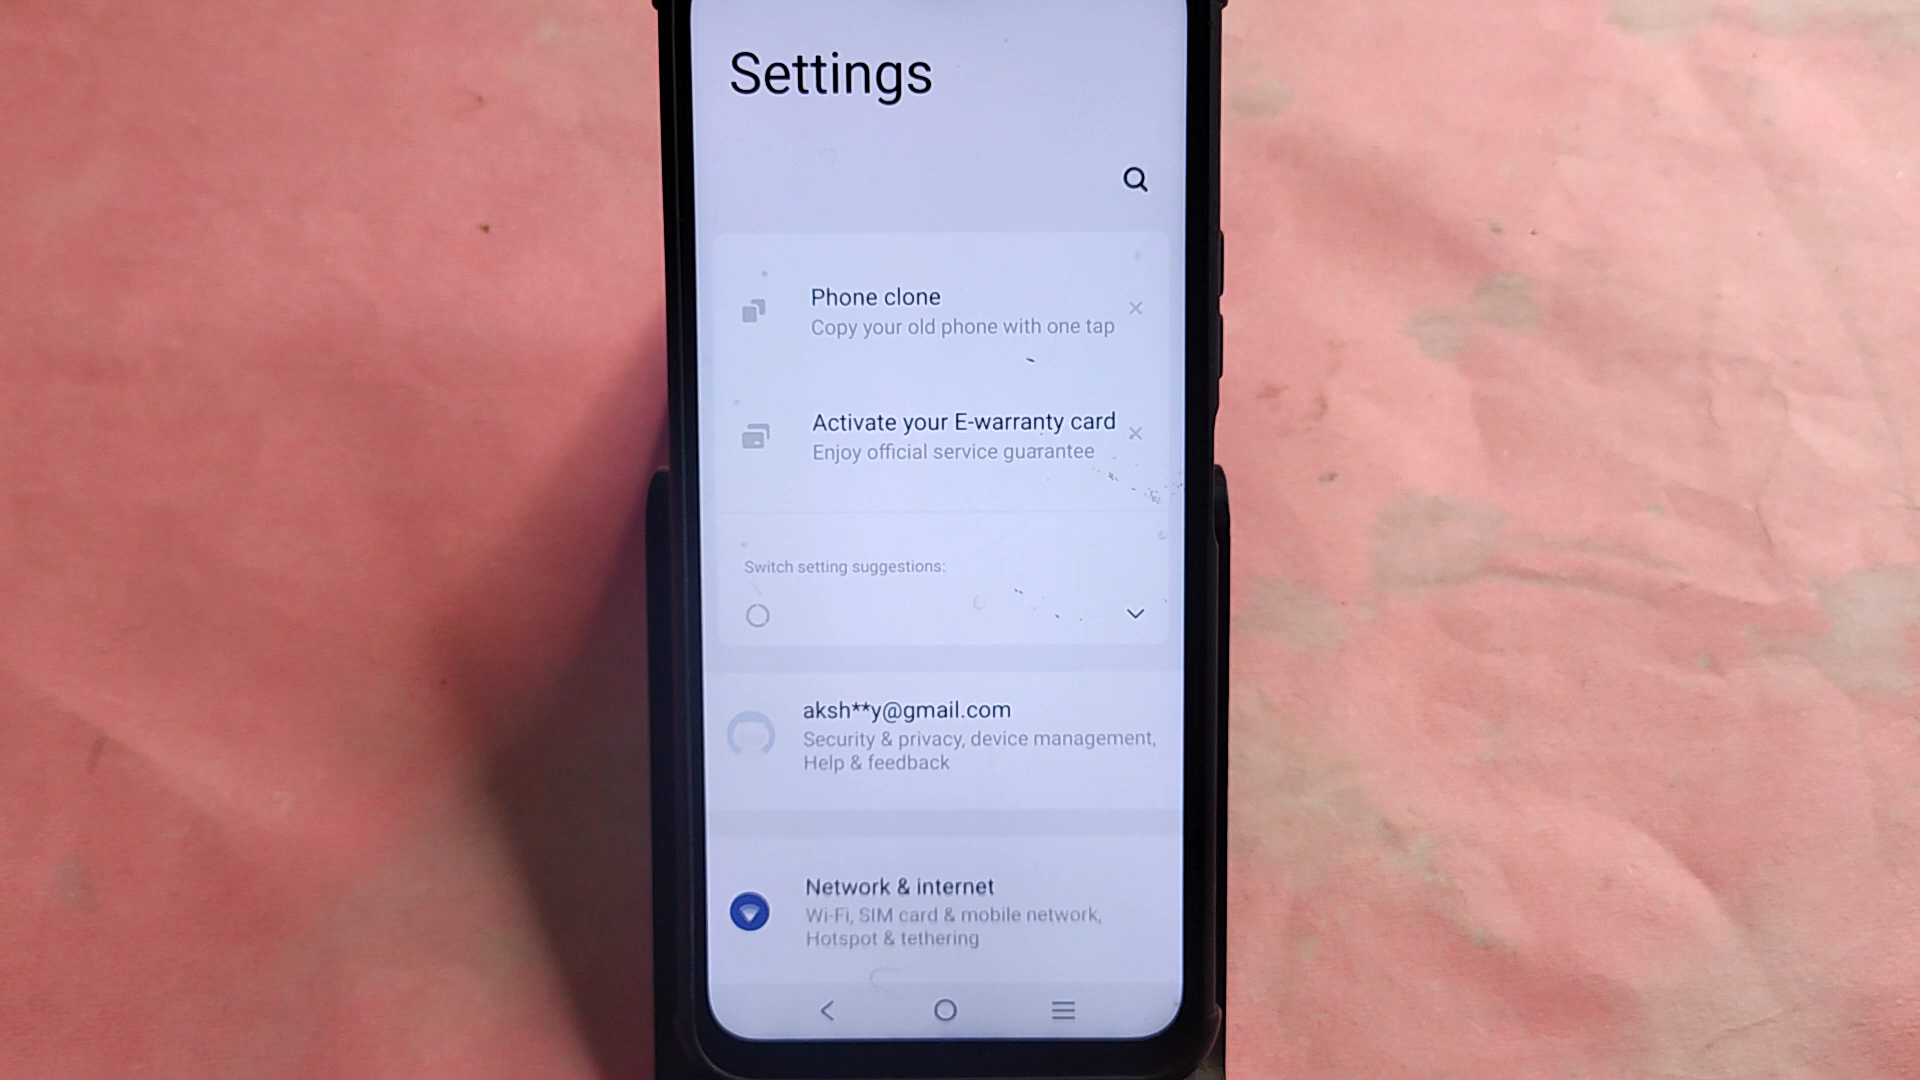 Settings
Phone clone
Copy your old phone with one tap
Activate your E-warranty card
Enjoy official service guarantee
Switch setting suggestions:
aksh**y@gmail.com
Security & privacy, device management,
Help & feedback
Network & internet
Wi-Fi, SIM card & mobile network,
Hotspot & tethering